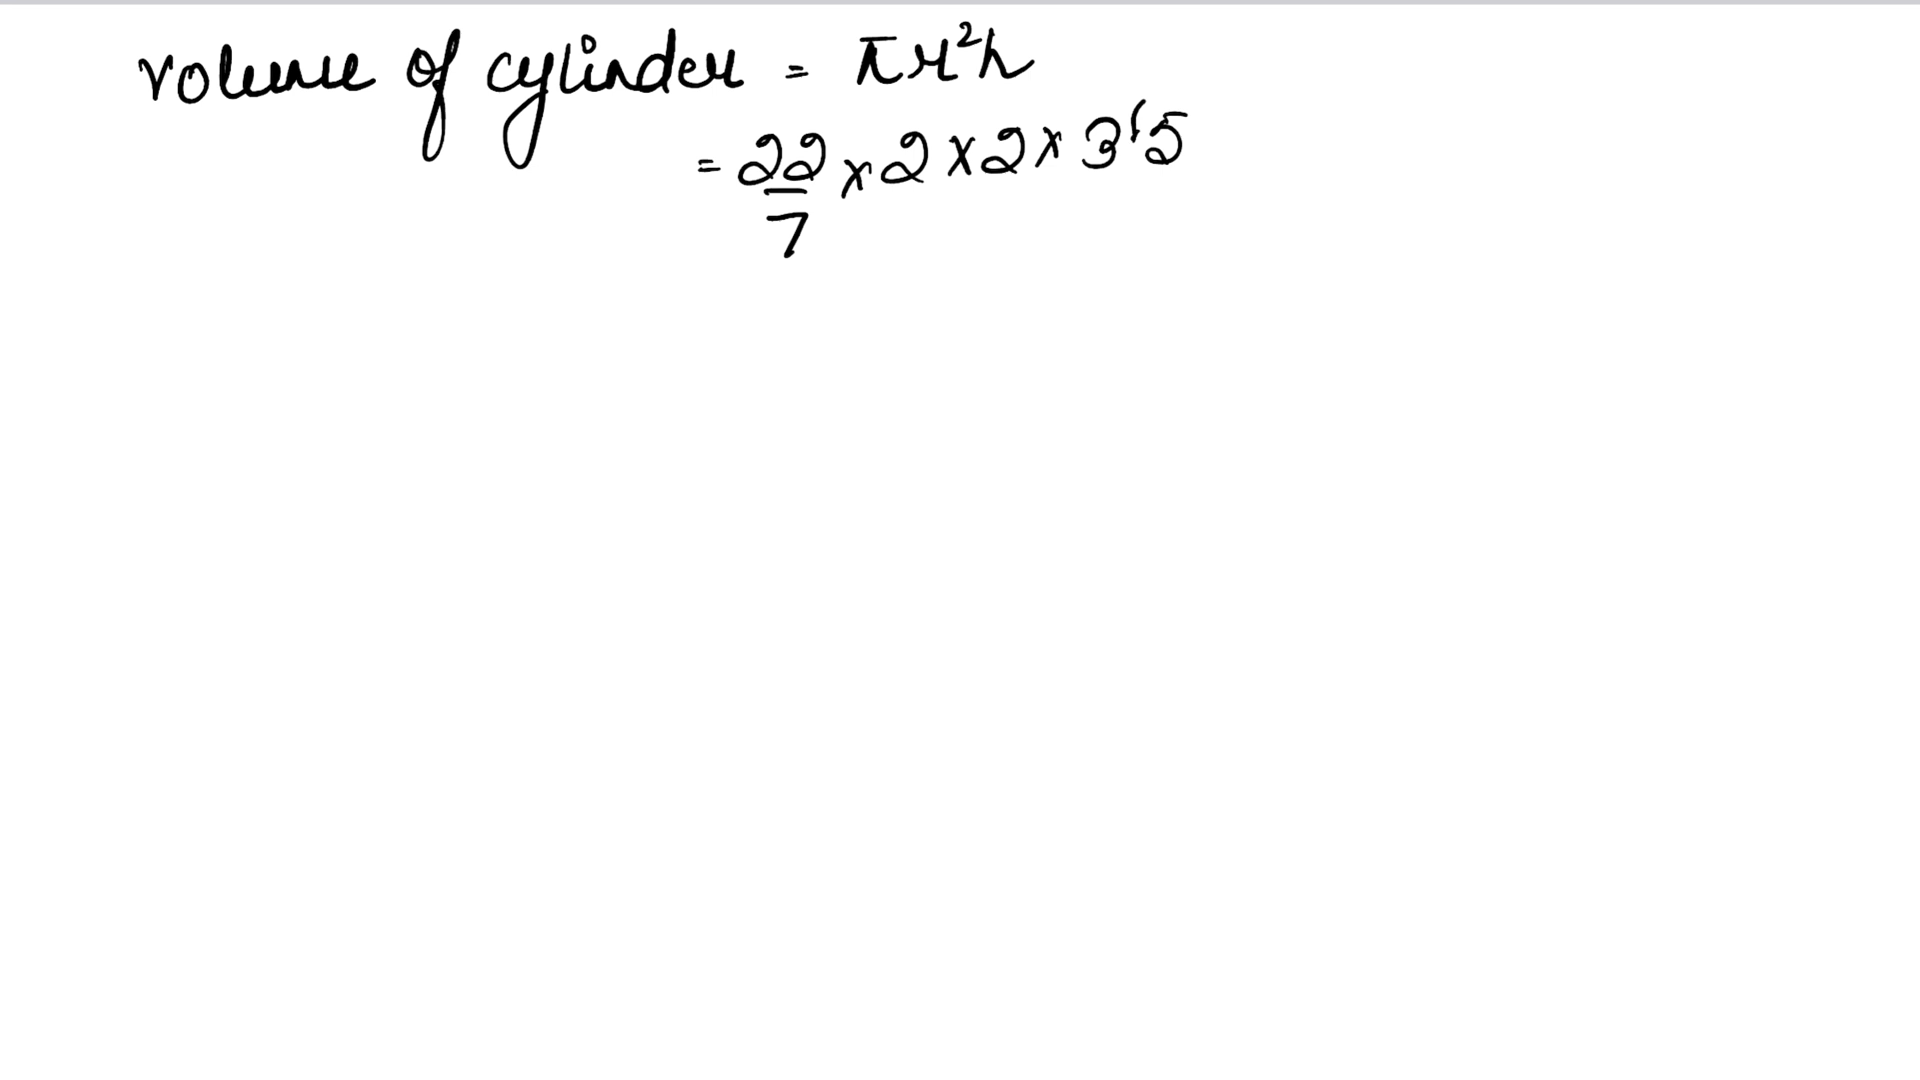 volume of cylinder = πr²h
= 22/7 x 2 x 2 x 3.5